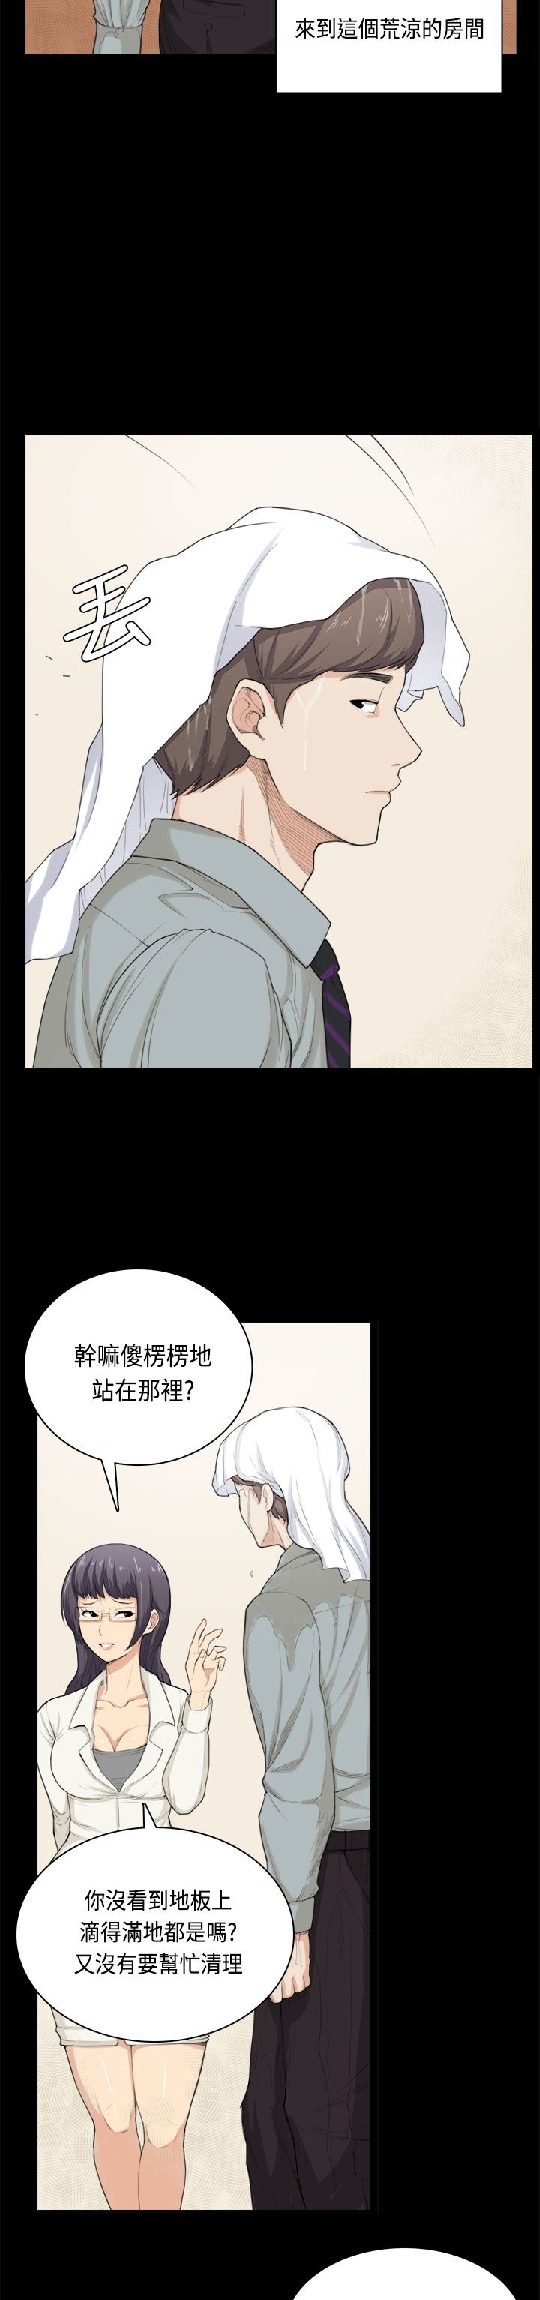 來到這個荒涼的房間
丟
幹嘛傻楞楞地
站在那裡?
你沒看到地板上
滴得滿地都是嗎?
又沒有要幫忙清理